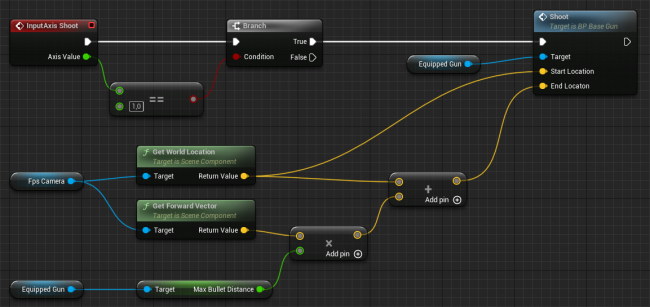 InputAxis Shoot
Axis Value
==
1,0
Branch
True
Condition
False
Shoot
Target is BP Base Gun
Equipped Gun
Target
Start Location
End Locaton
f Get World Location
Target is Scene Component
Target
Return Value
Fps Camera
f Get Forward Vector
Target is Scene Component
Target
Return Value
+
Add pin
×
Add pin
Equipped Gun
Target
Max Bullet Distance